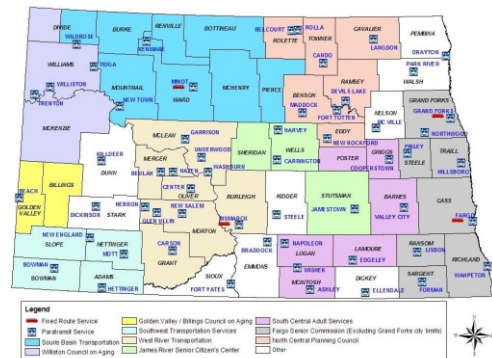 DIVIDE
BURKE
RENVILLE
BOTTINEAU
BELCOURT
ROLLA
ROLETTE
TOWNER
CAVALIER
LANGDON
PEMBINA
DRAYTON
WILDROSE
KENMARE
CANDO
PARK RIVER
WALSH
WILLIAMS
TIOGA
WILLISTON
MOUNTRAIL
MINOT
WARD
MCHENRY
PIERCE
BENSON
RAMSEY
DEVILS LAKE
MADDOCK
NELSON
MC VILLE
GRAND FORKS
GRAND FORKS
TRENTON
NEW TOWN
FORT TOTTEN
NORTHWOOD
MCKENZIE
MCLEAN
GARRISON
SHERIDAN
HARVEY
WELLS
EDDY
NEW ROCKFORD
FOSTER
GRIGGS
COOPERSTOWN
FINLEY
STEELE
TRAILL
HILLSBORO
KILLDEER
DUNN
MERCER
UNDERWOOD
BEULAH
HAZEN
WASHBURN
CARRINGTON
CENTER
OLIVER
BEACH
BILLINGS
GOLDEN
VALLEY
DICKINSON
STARK
HEBRON
NEW SALEM
GLEN ULLIN
MORTON
BISMARCK
BURLEIGH
KIDDER
STEELE
STUTSMAN
JAMESTOWN
BARNES
VALLEY CITY
CASS
FARGO
NEW ENGLAND
SLOPE
HETTINGER
MOTT
CARSON
GRANT
BRADDOCK
EMMONS
NAPOLEON
LOGAN
LAMOURE
EDGELEY
RANSOM
LISBON
RICHLAND
WAHPETON
BOWMAN
BOWMAN
ADAMS
HETTINGER
SIOUX
FORT YATES
WISHEK
MCINTOSH
ASHLEY
DICKEY
ELLENDALE
SARGENT
FORMAN
Legend
Fixed Route Service
Paratransit Service
Souris Basin Transportation
Williston Council on Aging
Golden Valley / Billings Council on Aging
Southwest Transportation Services
West River Transportation
James River Senior Citizen's Center
South Central Adult Services
Fargo Senior Commission (Excluding Grand Forks city limits)
North Central Planning Council
Other